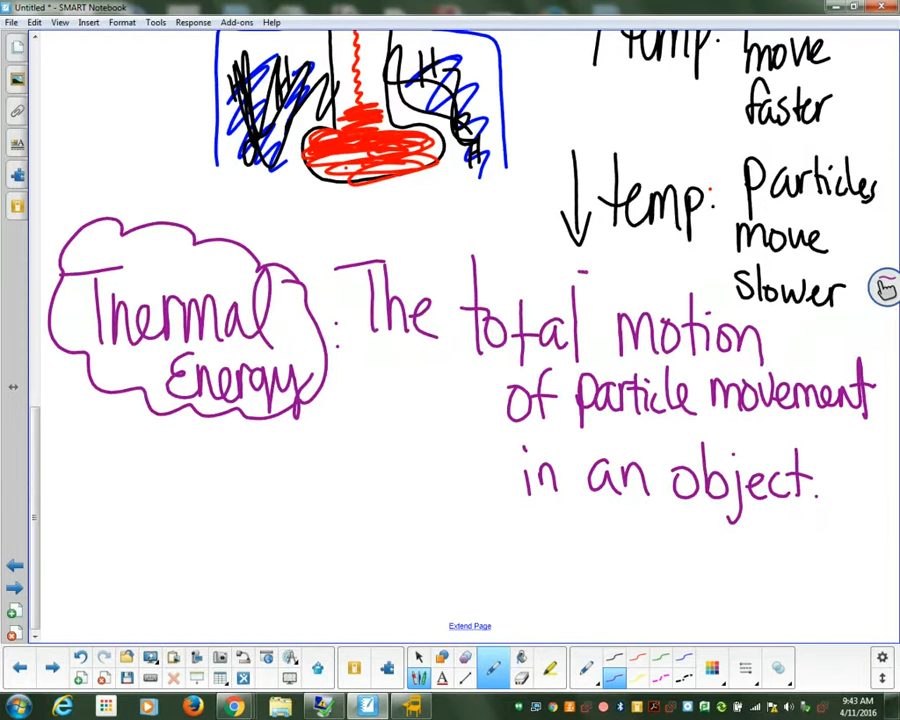 Untitled * - SMART Notebook
File Edit View Insert Format Tools Response Add-ons Help
temp: move
faster
temp: particles
move
slower
Thermal
Energy
: The total motion
of particle movement
in an object.
Extend Page
9:43 AM
4/11/2016